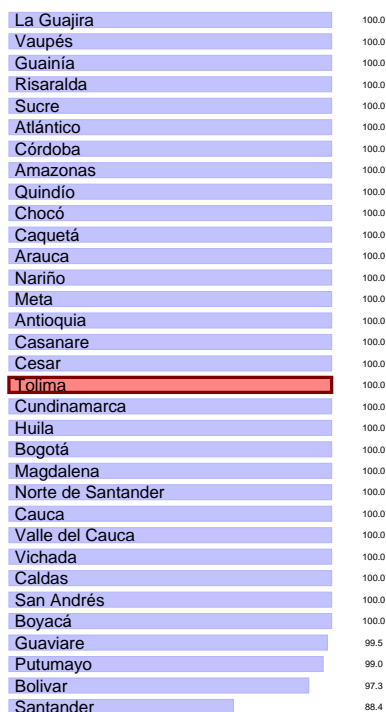 La Guajira 100.0
Vaupés 100.0
Guainía 100.0
Risaralda 100.0
Sucre 100.0
Atlántico 100.0
Córdoba 100.0
Amazonas 100.0
Quindío 100.0
Chocó 100.0
Caquetá 100.0
Arauca 100.0
Nariño 100.0
Meta 100.0
Antioquia 100.0
Casanare 100.0
Cesar 100.0
Tolima 100.0
Cundinamarca 100.0
Huila 100.0
Bogotá 100.0
Magdalena 100.0
Norte de Santander 100.0
Cauca 100.0
Valle del Cauca 100.0
Vichada 100.0
Caldas 100.0
San Andrés 100.0
Boyacá 100.0
Guaviare 99.5
Putumayo 99.0
Bolivar 97.3
Santander 88.4